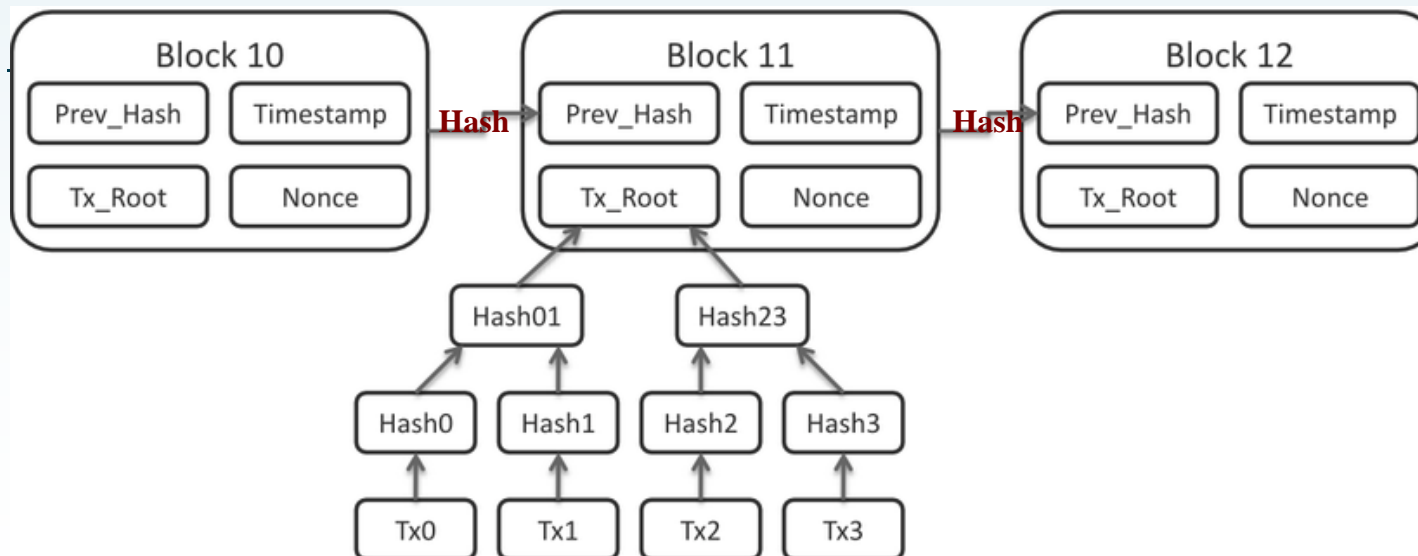 Block 10 Block 11 Block 12
Prev_Hash Timestamp Hash Prev_Hash Timestamp Hash Prev_Hash Timestamp
Tx_Root Nonce Tx_Root Nonce Tx_Root Nonce
Hash01 Hash23
Hash0 Hash1 Hash2 Hash3
Tx0 Tx1 Tx2 Tx3